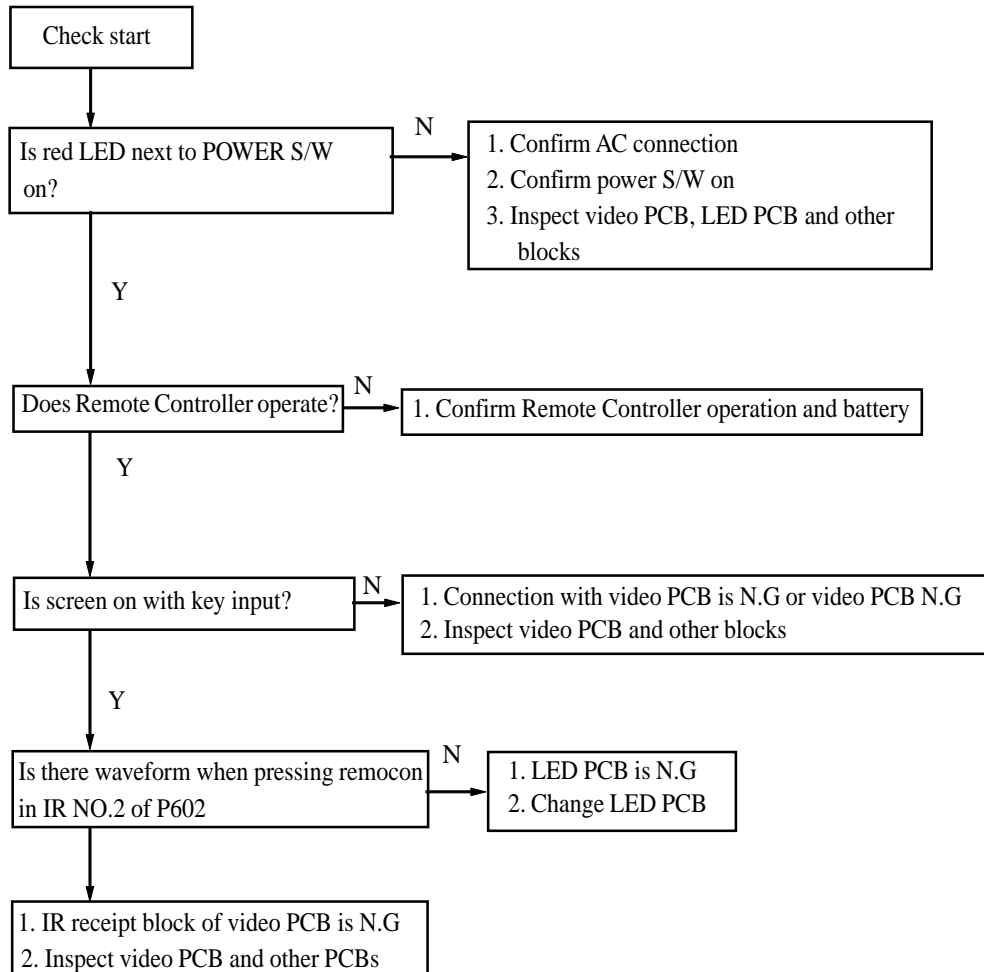 Check start
Is red LED next to POWER S/W
on?
N
1. Confirm AC connection
2. Confirm power S/W on
3. Inspect video PCB, LED PCB and other
blocks
Y
Does Remote Controller operate?
N
1. Confirm Remote Controller operation and battery
Y
Is screen on with key input?
N
1. Connection with video PCB is N.G or video PCB N.G
2. Inspect video PCB and other blocks
Y
Is there waveform when pressing remocon
in IR NO.2 of P602
N
1. LED PCB is N.G
2. Change LED PCB
1. IR receipt block of video PCB is N.G
2. Inspect video PCB and other PCBs